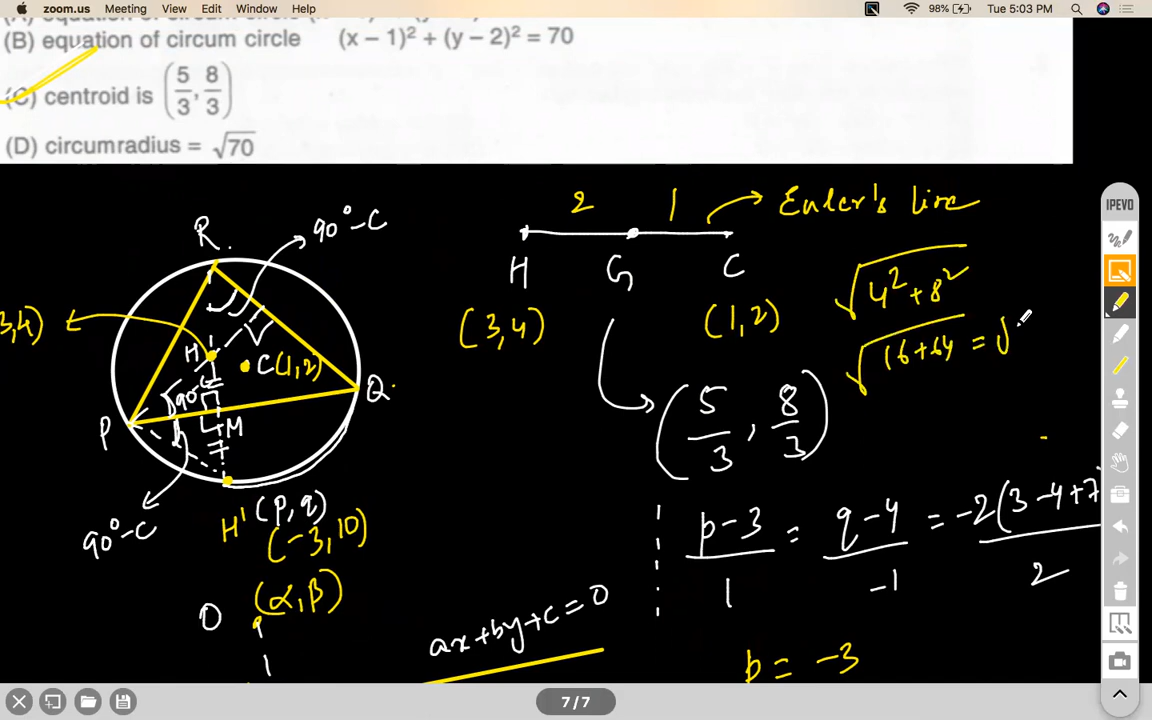 zoom.us Meeting View Edit Window Help 98% Tue 5:03 PM
(B) equation of circum circle (x – 1)² + (y – 2)² = 70
(C) centroid is (5/3, 8/3)
(D) circumradius = √70
IPEVO
R
90°-C
2 1 Euler's line
H G C
(3,4) (1,2)
√4²+8²
√16+64 = √
3,4)
H C(1,2)
90°
P M Q
(5/3, 8/3)
90°-C
H' (p,q)
(-3,10)
(α,β)
p-3/1 = q-4/-1 = -2(3-4+7)/2
ax+by+c=0
p = -3
7/7